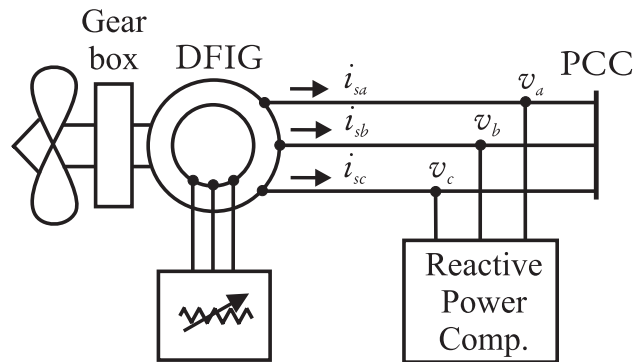 Gear
box
DFIG
PCC
i_sa
v_a
i_sb
v_b
i_sc
v_c
Reactive
Power
Comp.